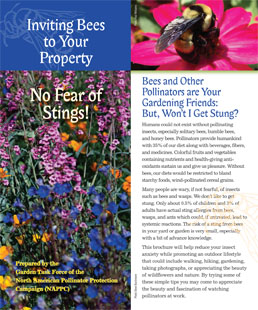 Inviting Bees
to Your
Property
No Fear of
Stings!
Prepared by the
Garden Task Force of the
North American Pollinator Protection
Campaign (NAPPC)
Bees and Other
Pollinators are Your
Gardening Friends:
But, Won't I Get Stung?
Humans could not exist without pollinating
insects, especially solitary bees, bumble bees,
and honey bees. Pollinators provide humankind
with 35% of our diet along with beverages, fibers,
and medicines. Colorful fruits and vegetables
containing nutrients and health-giving anti-
oxidants sustain us and give us pleasure. Without
bees, our diets would be restricted to bland
starchy foods, wind-pollinated cereal grains.
Many people are wary, if not fearful, of insects
such as bees and wasps. We don't like to get
stung. Only about of children and of
adults have actual sting allergies from bees,
wasps, and ants which could, if untreated, lead to
systemic reactions. The risk of a sting from bees
in your yard or garden is very small, especially
with a bit of advance knowledge.
This brochure will help reduce your insect
anxiety while promoting an outdoor lifestyle
that could include walking, hiking, gardening,
taking photographs, or appreciating the beauty
of wildflowers and nature. By trying some of
these simple tips you may come to appreciate
the beauty and fascination of watching
pollinators at work.